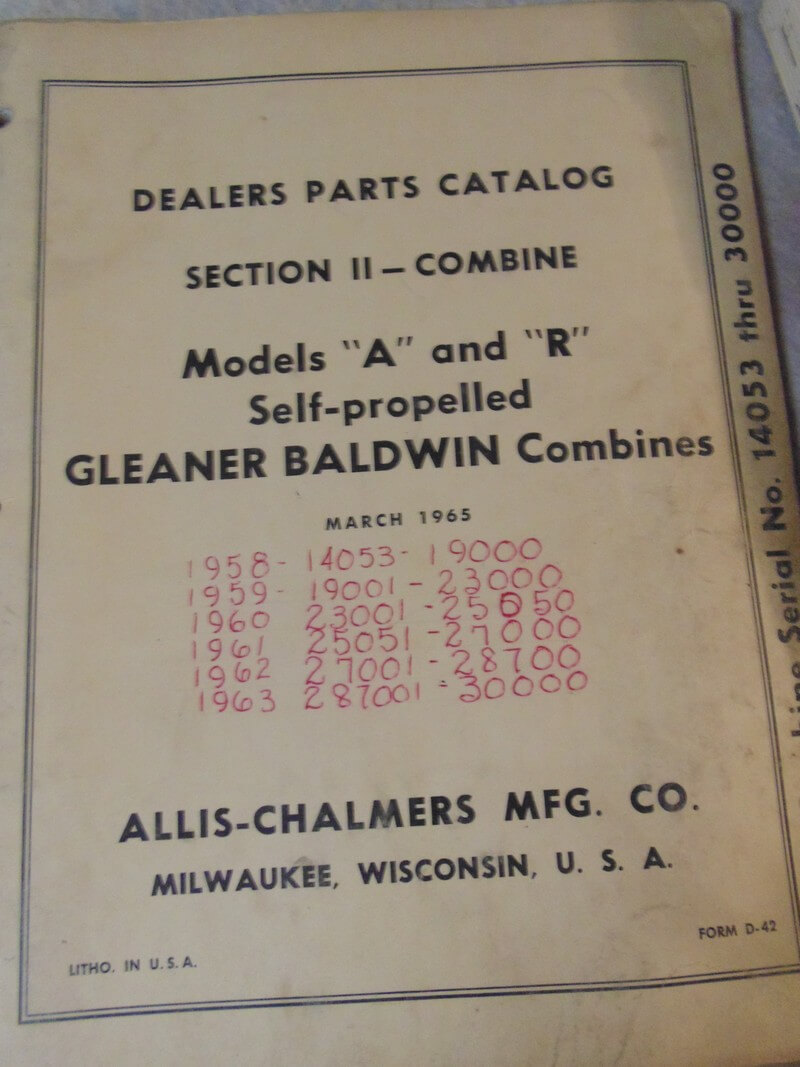 DEALERS PARTS CATALOG
SECTION II — COMBINE
Models "A" and "R"
Self-propelled
GLEANER BALDWIN Combines
MARCH 1965
1958 - 14053 - 19000
1959 - 19001 - 23000
1960 23001 - 25050
1961 25051 - 27000
1962 27001 - 28700
1963 287001 - 30000
ALLIS-CHALMERS MFG. CO.
MILWAUKEE, WISCONSIN, U. S. A.
LITHO. IN U.S.A.
FORM D-42
Serial No. 14053 thru 30000